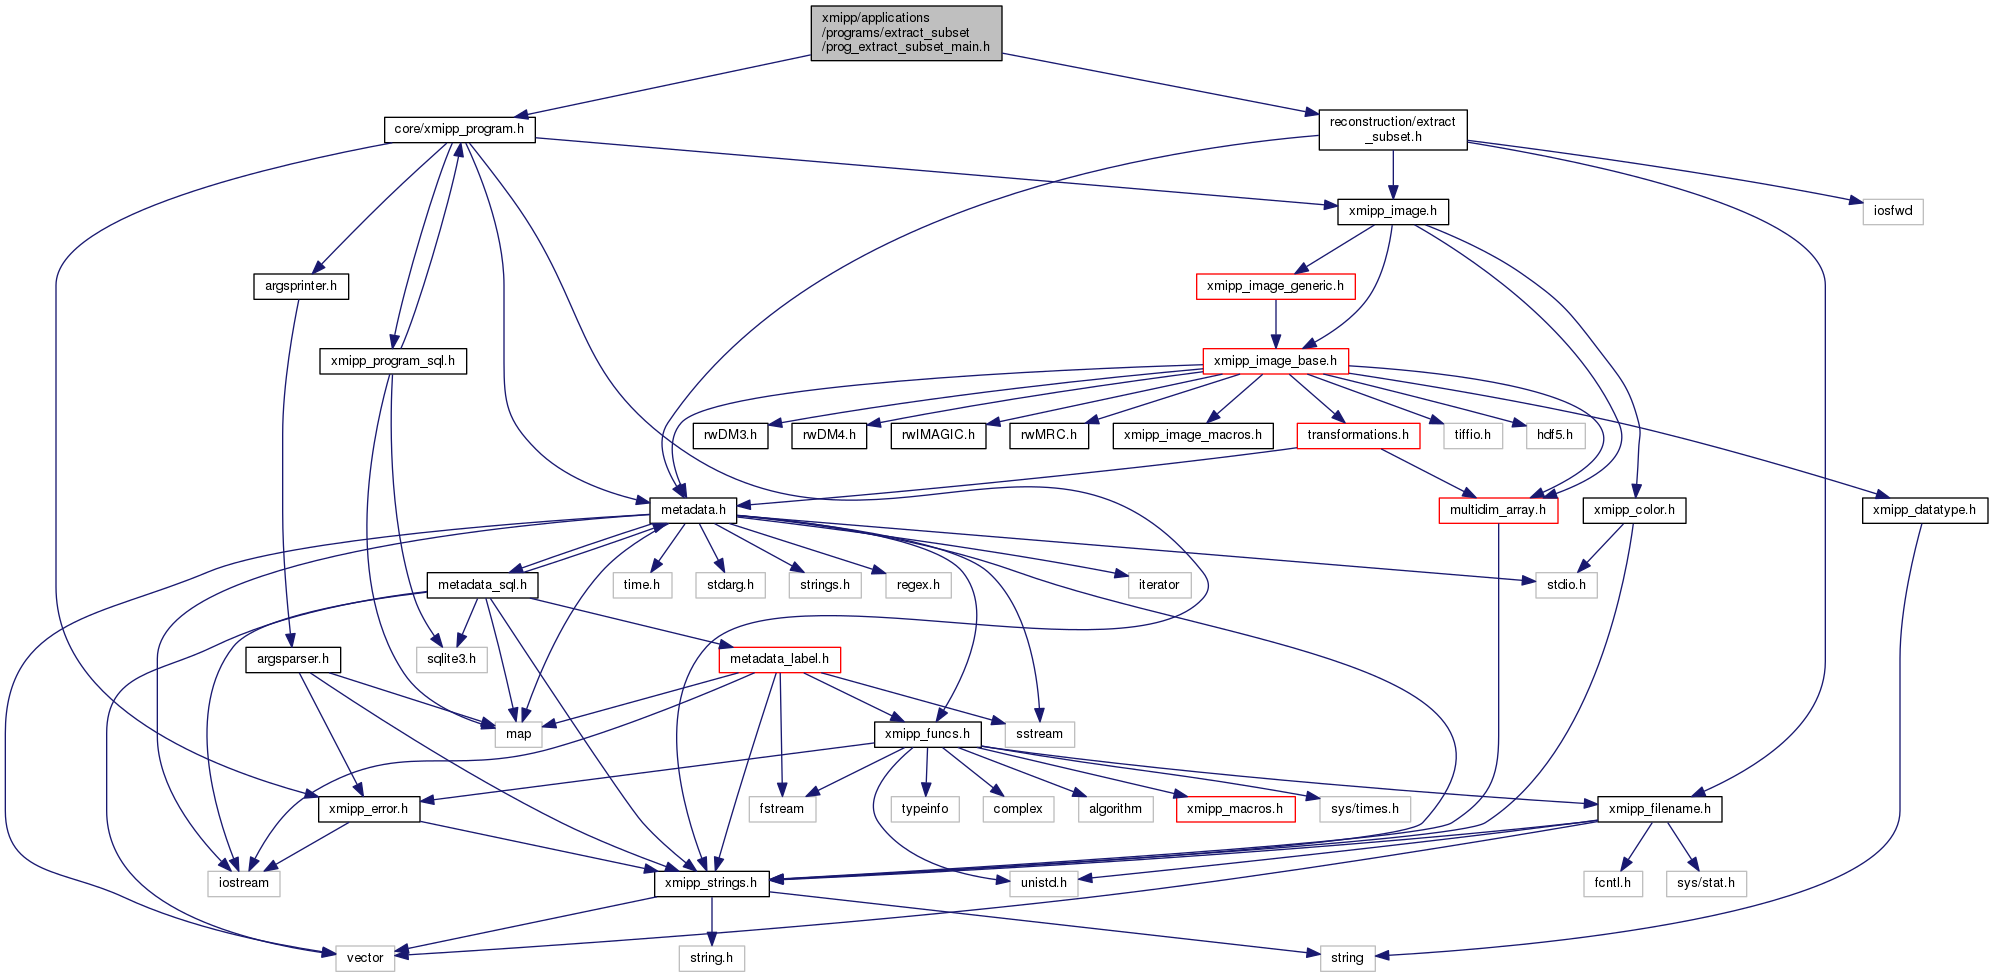 xmipp/applications
/programs/extract_subset
/prog_extract_subset_main.h
core/xmipp_program.h
reconstruction/extract
_subset.h
xmipp_image.h
iosfwd
argsprinter.h
xmipp_image_generic.h
xmipp_program_sql.h
xmipp_image_base.h
rwDM3.h
rwDM4.h
rwIMAGIC.h
rwMRC.h
xmipp_image_macros.h
transformations.h
tiffio.h
hdf5.h
metadata.h
multidim_array.h
xmipp_color.h
xmipp_datatype.h
metadata_sql.h
time.h
stdarg.h
strings.h
regex.h
iterator
stdio.h
argsparser.h
sqlite3.h
metadata_label.h
map
xmipp_funcs.h
sstream
xmipp_error.h
fstream
typeinfo
complex
algorithm
xmipp_macros.h
sys/times.h
xmipp_filename.h
iostream
xmipp_strings.h
unistd.h
fcntl.h
sys/stat.h
vector
string.h
string